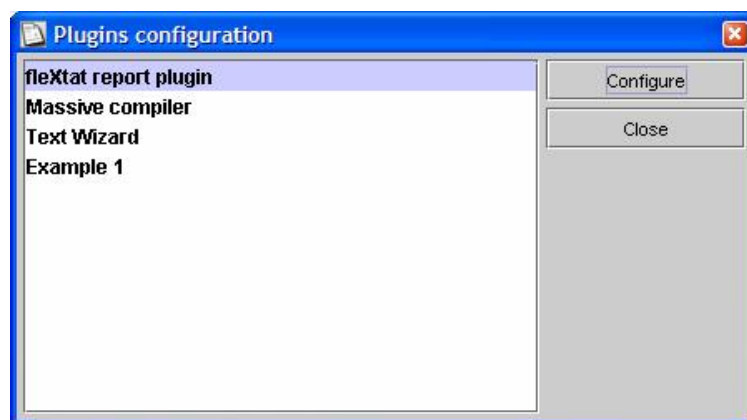 Plugins configuration
fleXtat report plugin
Massive compiler
Text Wizard
Example 1
Configure
Close